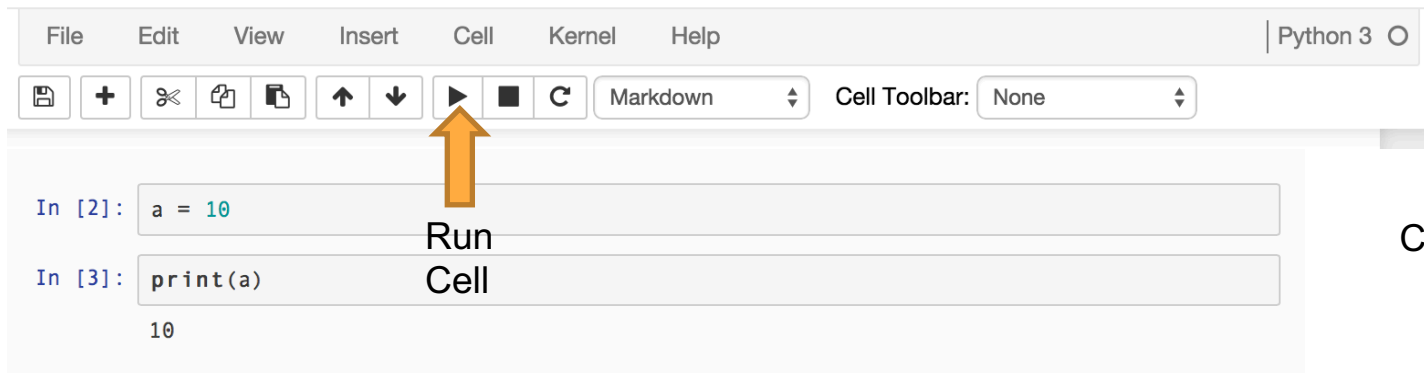 File Edit View Insert Cell Kernel Help Python 3
Markdown Cell Toolbar: None
In [2]: a = 10
Run
Cell
In [3]: print(a)
10
C